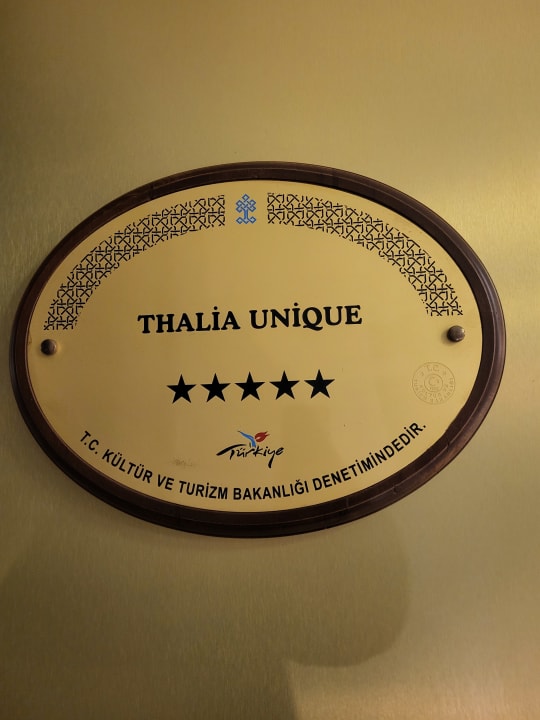 THALİA UNİQUE
Türkiye
T.C. KÜLTÜR VE TURİZM BAKANLIĞI DENETİMİNDEDİR.
T.C.